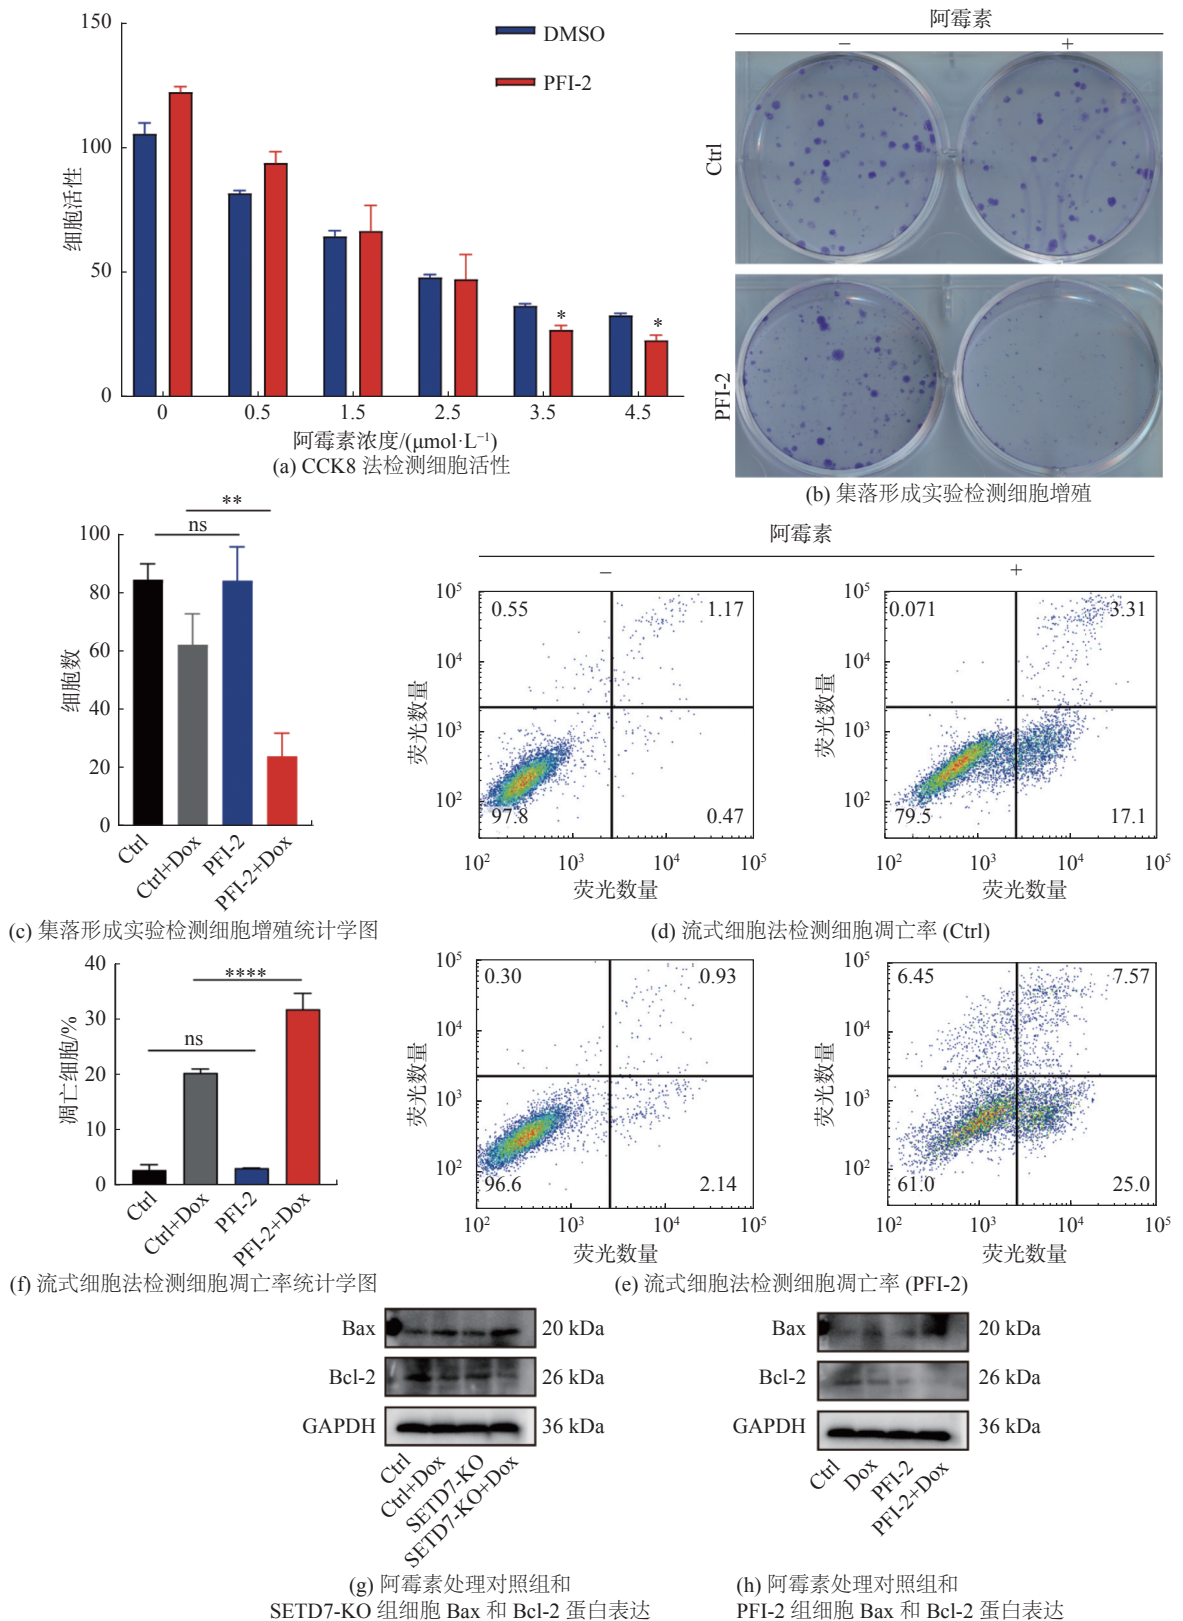 150
100
50
0
细胞活性
DMSO
PFI-2
*
*
0 0.5 1.5 2.5 3.5 4.5
阿霉素浓度/(μmol·L⁻¹)
(a) CCK8 法检测细胞活性
阿霉素
− +
Ctrl
PFI-2
(b) 集落形成实验检测细胞增殖
**
ns
100
80
60
40
20
0
细胞数
Ctrl Ctrl+Dox PFI-2 PFI-2+Dox
(c) 集落形成实验检测细胞增殖统计学图
阿霉素
− +
10⁵
10⁴
10³
10²
荧光数量
0.55 1.17
97.8 0.47
10² 10³ 10⁴ 10⁵
荧光数量
10⁵
10⁴
10³
10²
荧光数量
0.071 3.31
79.5 17.1
10² 10³ 10⁴ 10⁵
荧光数量
(d) 流式细胞法检测细胞凋亡率 (Ctrl)
40
30
20
10
0
凋亡细胞/%
****
ns
Ctrl Ctrl+Dox PFI-2 PFI-2+Dox
(f) 流式细胞法检测细胞凋亡率统计学图
10⁵
10⁴
10³
10²
荧光数量
0.30 0.93
96.6 2.14
10² 10³ 10⁴ 10⁵
荧光数量
10⁵
10⁴
10³
10²
荧光数量
6.45 7.57
61.0 25.0
10² 10³ 10⁴ 10⁵
荧光数量
(e) 流式细胞法检测细胞凋亡率 (PFI-2)
Bax 20 kDa
Bcl-2 26 kDa
GAPDH 36 kDa
Ctrl Ctrl+Dox SETD7-KO SETD7-KO+Dox
(g) 阿霉素处理对照组和
SETD7-KO 组细胞 Bax 和 Bcl-2 蛋白表达
Bax 20 kDa
Bcl-2 26 kDa
GAPDH 36 kDa
Ctrl Dox PFI-2 PFI-2+Dox
(h) 阿霉素处理对照组和
PFI-2 组细胞 Bax 和 Bcl-2 蛋白表达